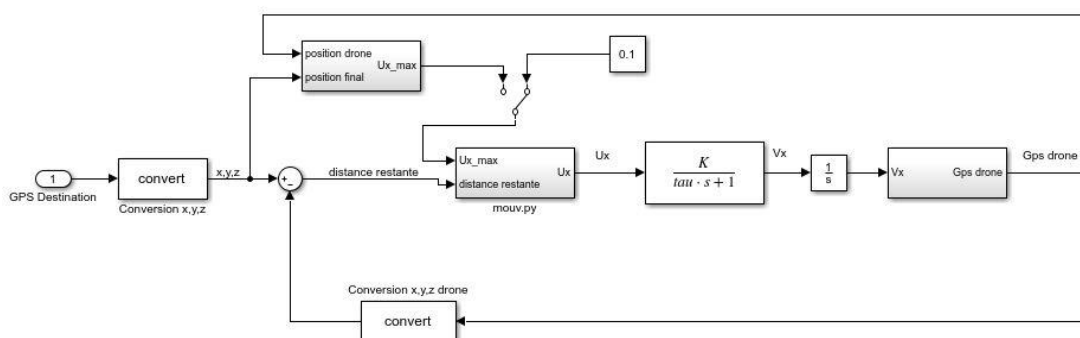 position drone
position final
Ux_max
0.1
1
GPS Destination
convert
Conversion x,y,z
x,y,z
+
-
distance restante
Ux_max
distance restante
Ux
mouv.py
Ux
K
tau · s + 1
Vx
1
s
Vx
Gps drone
Gps drone
Conversion x,y,z drone
convert